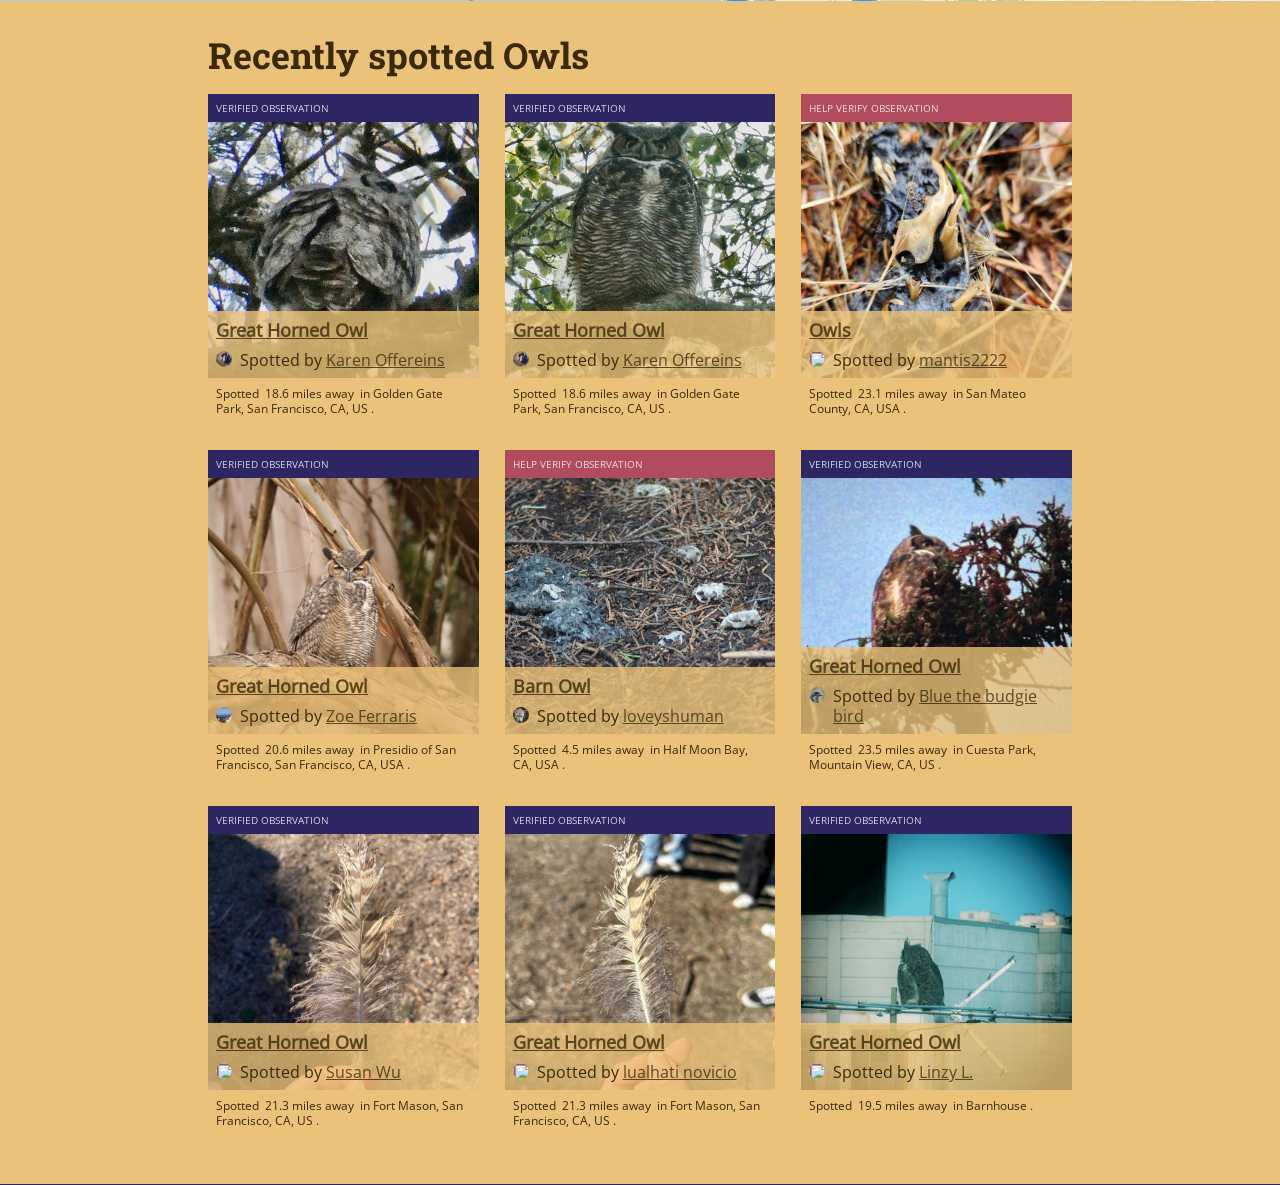 Recently spotted Owls
VERIFIED OBSERVATION
Great Horned Owl
Spotted by Karen Offereins
Spotted 18.6 miles away in Golden Gate
Park, San Francisco, CA, US .
VERIFIED OBSERVATION
Great Horned Owl
Spotted by Karen Offereins
Spotted 18.6 miles away in Golden Gate
Park, San Francisco, CA, US .
HELP VERIFY OBSERVATION
Owls
Spotted by mantis2222
Spotted 23.1 miles away in San Mateo
County, CA, USA .
VERIFIED OBSERVATION
Great Horned Owl
Spotted by Zoe Ferraris
Spotted 20.6 miles away in Presidio of San
Francisco, San Francisco, CA, USA .
HELP VERIFY OBSERVATION
Barn Owl
Spotted by loveyshuman
Spotted 4.5 miles away in Half Moon Bay,
CA, USA .
VERIFIED OBSERVATION
Great Horned Owl
Spotted by Blue the budgie
bird
Spotted 23.5 miles away in Cuesta Park,
Mountain View, CA, US .
VERIFIED OBSERVATION
Great Horned Owl
Spotted by Susan Wu
Spotted 21.3 miles away in Fort Mason, San
Francisco, CA, US .
VERIFIED OBSERVATION
Great Horned Owl
Spotted by lualhati novicio
Spotted 21.3 miles away in Fort Mason, San
Francisco, CA, US .
VERIFIED OBSERVATION
Great Horned Owl
Spotted by Linzy L.
Spotted 19.5 miles away in Barnhouse .